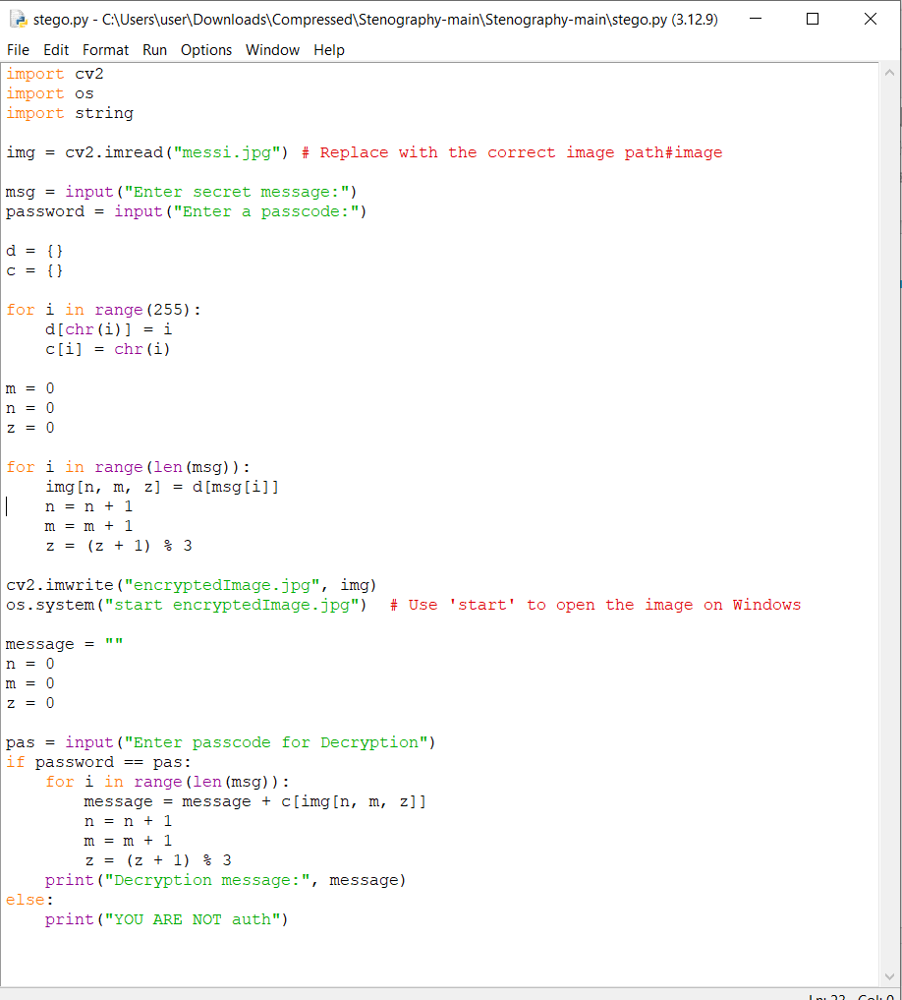 stego.py - C:\Users\user\Downloads\Compressed\Stenography-main\Stenography-main\stego.py (3.12.9)
File Edit Format Run Options Window Help
import cv2
import os
import string

img = cv2.imread("messi.jpg") # Replace with the correct image path#image

msg = input("Enter secret message:")
password = input("Enter a passcode:")

d = {}
c = {}

for i in range(255):
    d[chr(i)] = i
    c[i] = chr(i)

m = 0
n = 0
z = 0

for i in range(len(msg)):
    img[n, m, z] = d[msg[i]]
    n = n + 1
    m = m + 1
    z = (z + 1) % 3

cv2.imwrite("encryptedImage.jpg", img)
os.system("start encryptedImage.jpg")  # Use 'start' to open the image on Windows

message = ""
n = 0
m = 0
z = 0

pas = input("Enter passcode for Decryption")
if password == pas:
    for i in range(len(msg)):
        message = message + c[img[n, m, z]]
        n = n + 1
        m = m + 1
        z = (z + 1) % 3
    print("Decryption message:", message)
else:
    print("YOU ARE NOT auth")